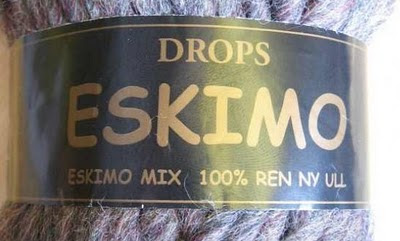 DROPS
ESKIMO
ESKIMO MIX 100% REN NY ULL